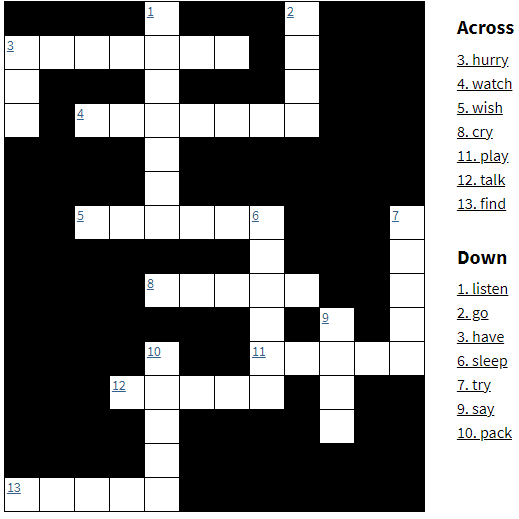 1
2
3
4
5
6
7
8
9
10
11
12
13
Across
3. hurry
4. watch
5. wish
8. cry
11. play
12. talk
13. find
Down
1. listen
2. go
3. have
6. sleep
7. try
9. say
10. pack